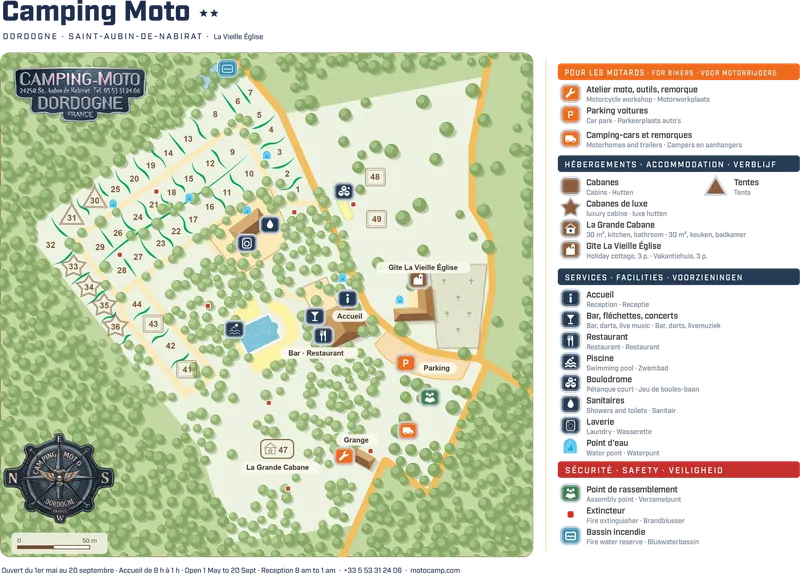 Camping Moto ★★
DORDOGNE · SAINT-AUBIN-DE-NABIRAT · La Vieille Église
CAMPING-MOTO
24250 St. Aubin de Nabirat. Tel. 05 53 31 24 06
DORDOGNE
FRANCE
7
6
8
5
14
13
4
9
3
19
12
20
15
10
2
25
18
11
1
30
24
16
31
21
17
26
22
32
29
23
28
27
33
34
44
35
43
36
42
41
48
49
Gîte La Vieille Église
Accueil
Bar · Restaurant
P
Parking
Grange
47
La Grande Cabane
E
N
S
W
CAMPING MOTO
DORDOGNE
FRANCE
0 50 m
POUR LES MOTARDS · FOR BIKERS · VOOR MOTORRIJDERS
Atelier moto, outils, remorque
Motorcycle workshop · Motorwerkplaats
P
Parking voitures
Car park · Parkeerplaats auto's
Camping-cars et remorques
Motorhomes and trailers · Campers en aanhangers
HÉBERGEMENTS · ACCOMMODATION · VERBLIJF
Cabanes
Cabins · Hutten
Tentes
Tents
Cabanes de luxe
luxury cabins · luxe hutten
La Grande Cabane
30 m², kitchen, bathroom · 30 m², keuken, badkamer
Gîte La Vieille Église
Holiday cottage, 3 p. · Vakantiehuis, 3 p.
SERVICES · FACILITIES · VOORZIENINGEN
Accueil
Reception · Receptie
Bar, fléchettes, concerts
Bar, darts, live music · Bar, darts, livemuziek
Restaurant
Restaurant · Restaurant
Piscine
Swimming pool · Zwembad
Boulodrome
Pétanque court · Jeu de boules-baan
Sanitaires
Showers and toilets · Sanitair
Laverie
Laundry · Wasserette
Point d'eau
Water point · Waterpunt
SÉCURITÉ · SAFETY · VEILIGHEID
Point de rassemblement
Assembly point · Verzamelpunt
Extincteur
Fire extinguisher · Brandblusser
Bassin incendie
Fire water reserve · Bluswaterbassin
Ouvert du 1er mai au 20 septembre · Accueil de 8 h à 1 h · Open 1 May to 20 Sept · Reception 8 am to 1 am · +33 5 53 31 24 06 · motocamp.com